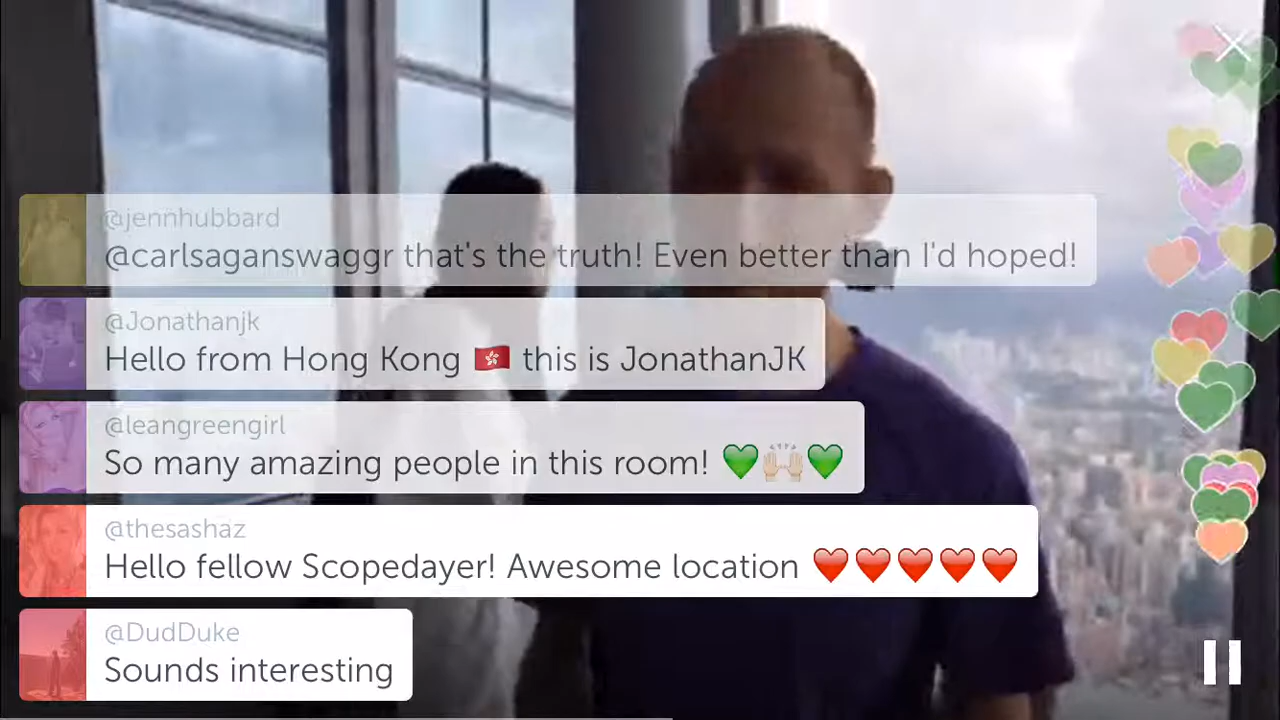 @jennhubbard
@carlsaganswaggr that's the truth! Even better than I'd hoped!
@Jonathanjk
Hello from Hong Kong 🇭🇰 this is JonathanJK
@leangreengirl
So many amazing people in this room! 💚🙌🏼💚
@thesashaz
Hello fellow Scopedayer! Awesome location ❤️❤️❤️❤️❤️
@DudDuke
Sounds interesting